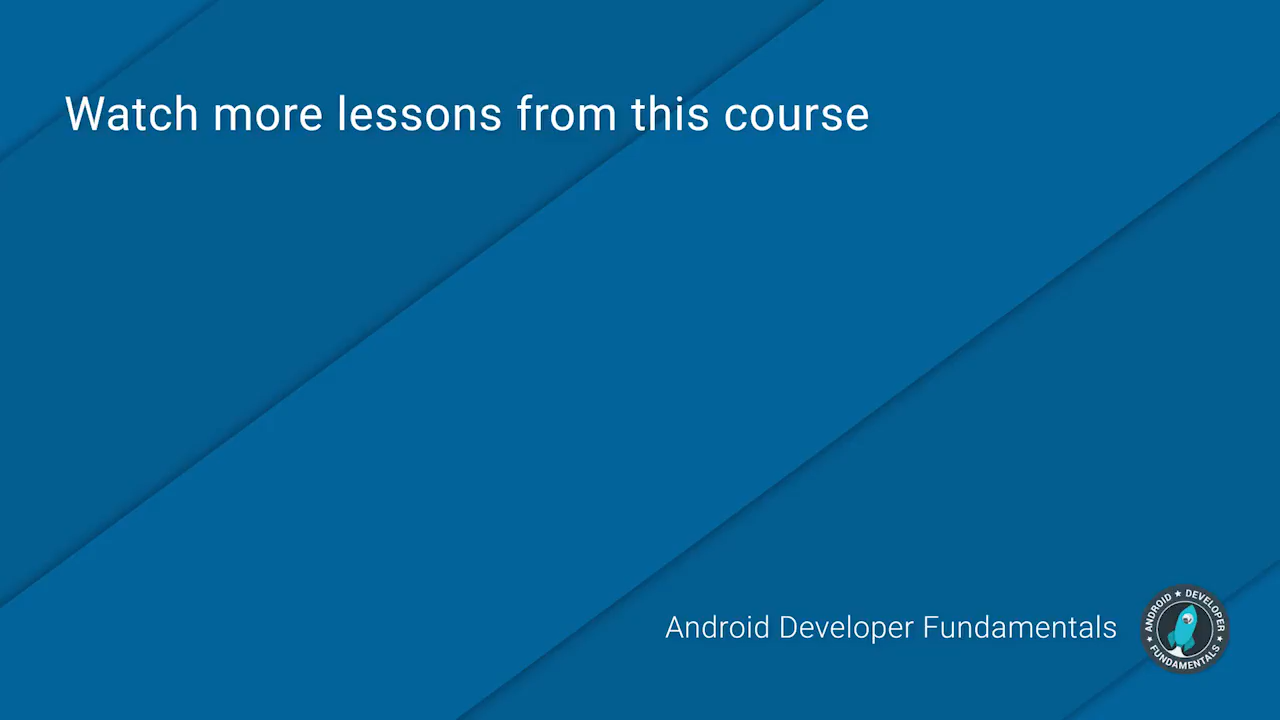 Watch more lessons from this course
Android Developer Fundamentals
ANDROID ★ DEVELOPER
★ FUNDAMENTALS ★